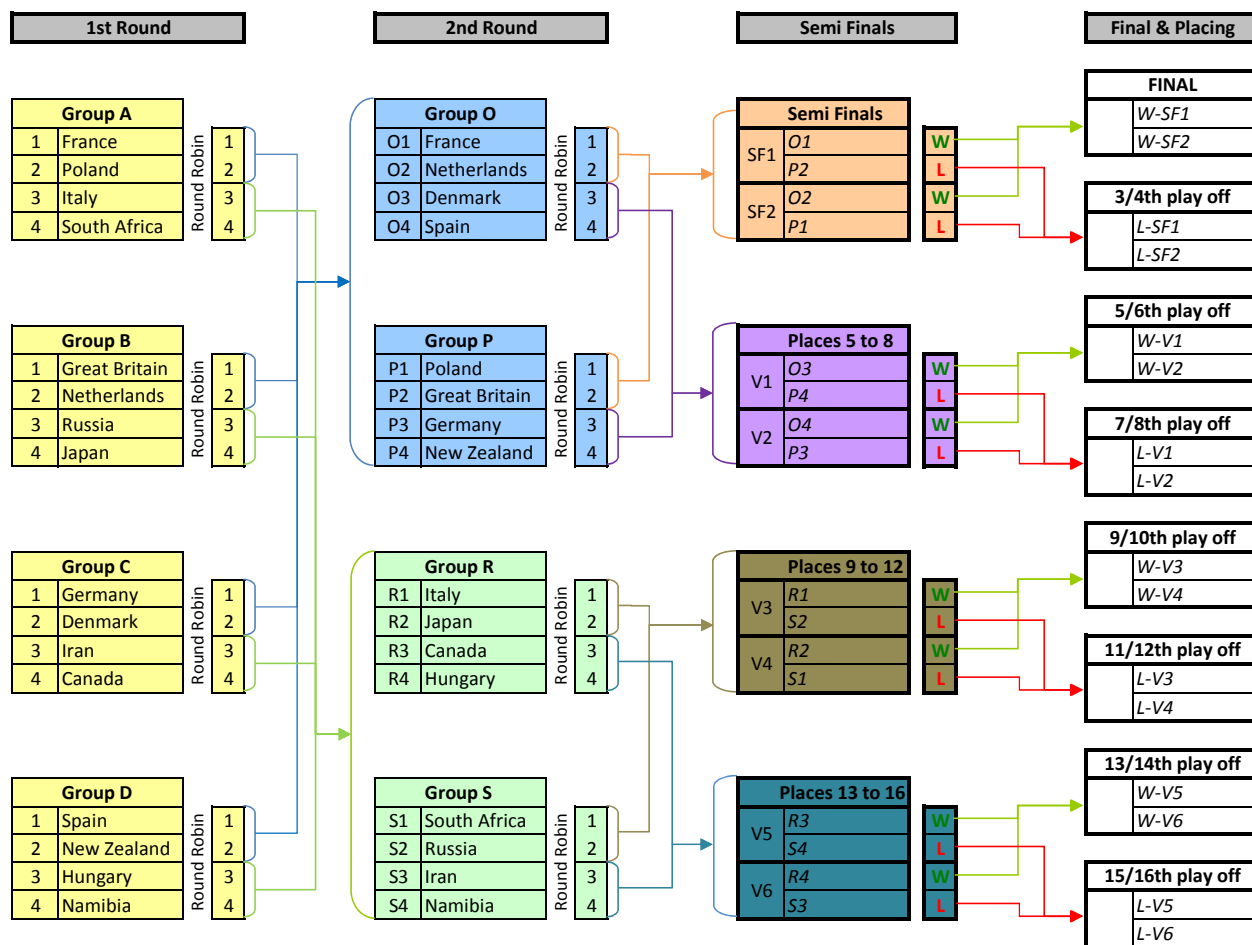 1st Round
2nd Round
Semi Finals
Final & Placing
Group A
1 France
2 Poland
3 Italy
4 South Africa
Round Robin
1
2
3
4
Group O
O1 France
O2 Netherlands
O3 Denmark
O4 Spain
Round Robin
1
2
3
4
Semi Finals
SF1
O1
P2
SF2
O2
P1
W
L
W
L
FINAL
W-SF1
W-SF2
3/4th play off
L-SF1
L-SF2
Group B
1 Great Britain
2 Netherlands
3 Russia
4 Japan
Round Robin
1
2
3
4
Group P
P1 Poland
P2 Great Britain
P3 Germany
P4 New Zealand
Round Robin
1
2
3
4
Places 5 to 8
V1
O3
P4
V2
O4
P3
W
L
W
L
5/6th play off
W-V1
W-V2
7/8th play off
L-V1
L-V2
Group C
1 Germany
2 Denmark
3 Iran
4 Canada
Round Robin
1
2
3
4
Group R
R1 Italy
R2 Japan
R3 Canada
R4 Hungary
Round Robin
1
2
3
4
Places 9 to 12
V3
R1
S2
V4
R2
S1
W
L
W
L
9/10th play off
W-V3
W-V4
11/12th play off
L-V3
L-V4
Group D
1 Spain
2 New Zealand
3 Hungary
4 Namibia
Round Robin
1
2
3
4
Group S
S1 South Africa
S2 Russia
S3 Iran
S4 Namibia
Round Robin
1
2
3
4
Places 13 to 16
V5
R3
S4
V6
R4
S3
W
L
W
L
13/14th play off
W-V5
W-V6
15/16th play off
L-V5
L-V6